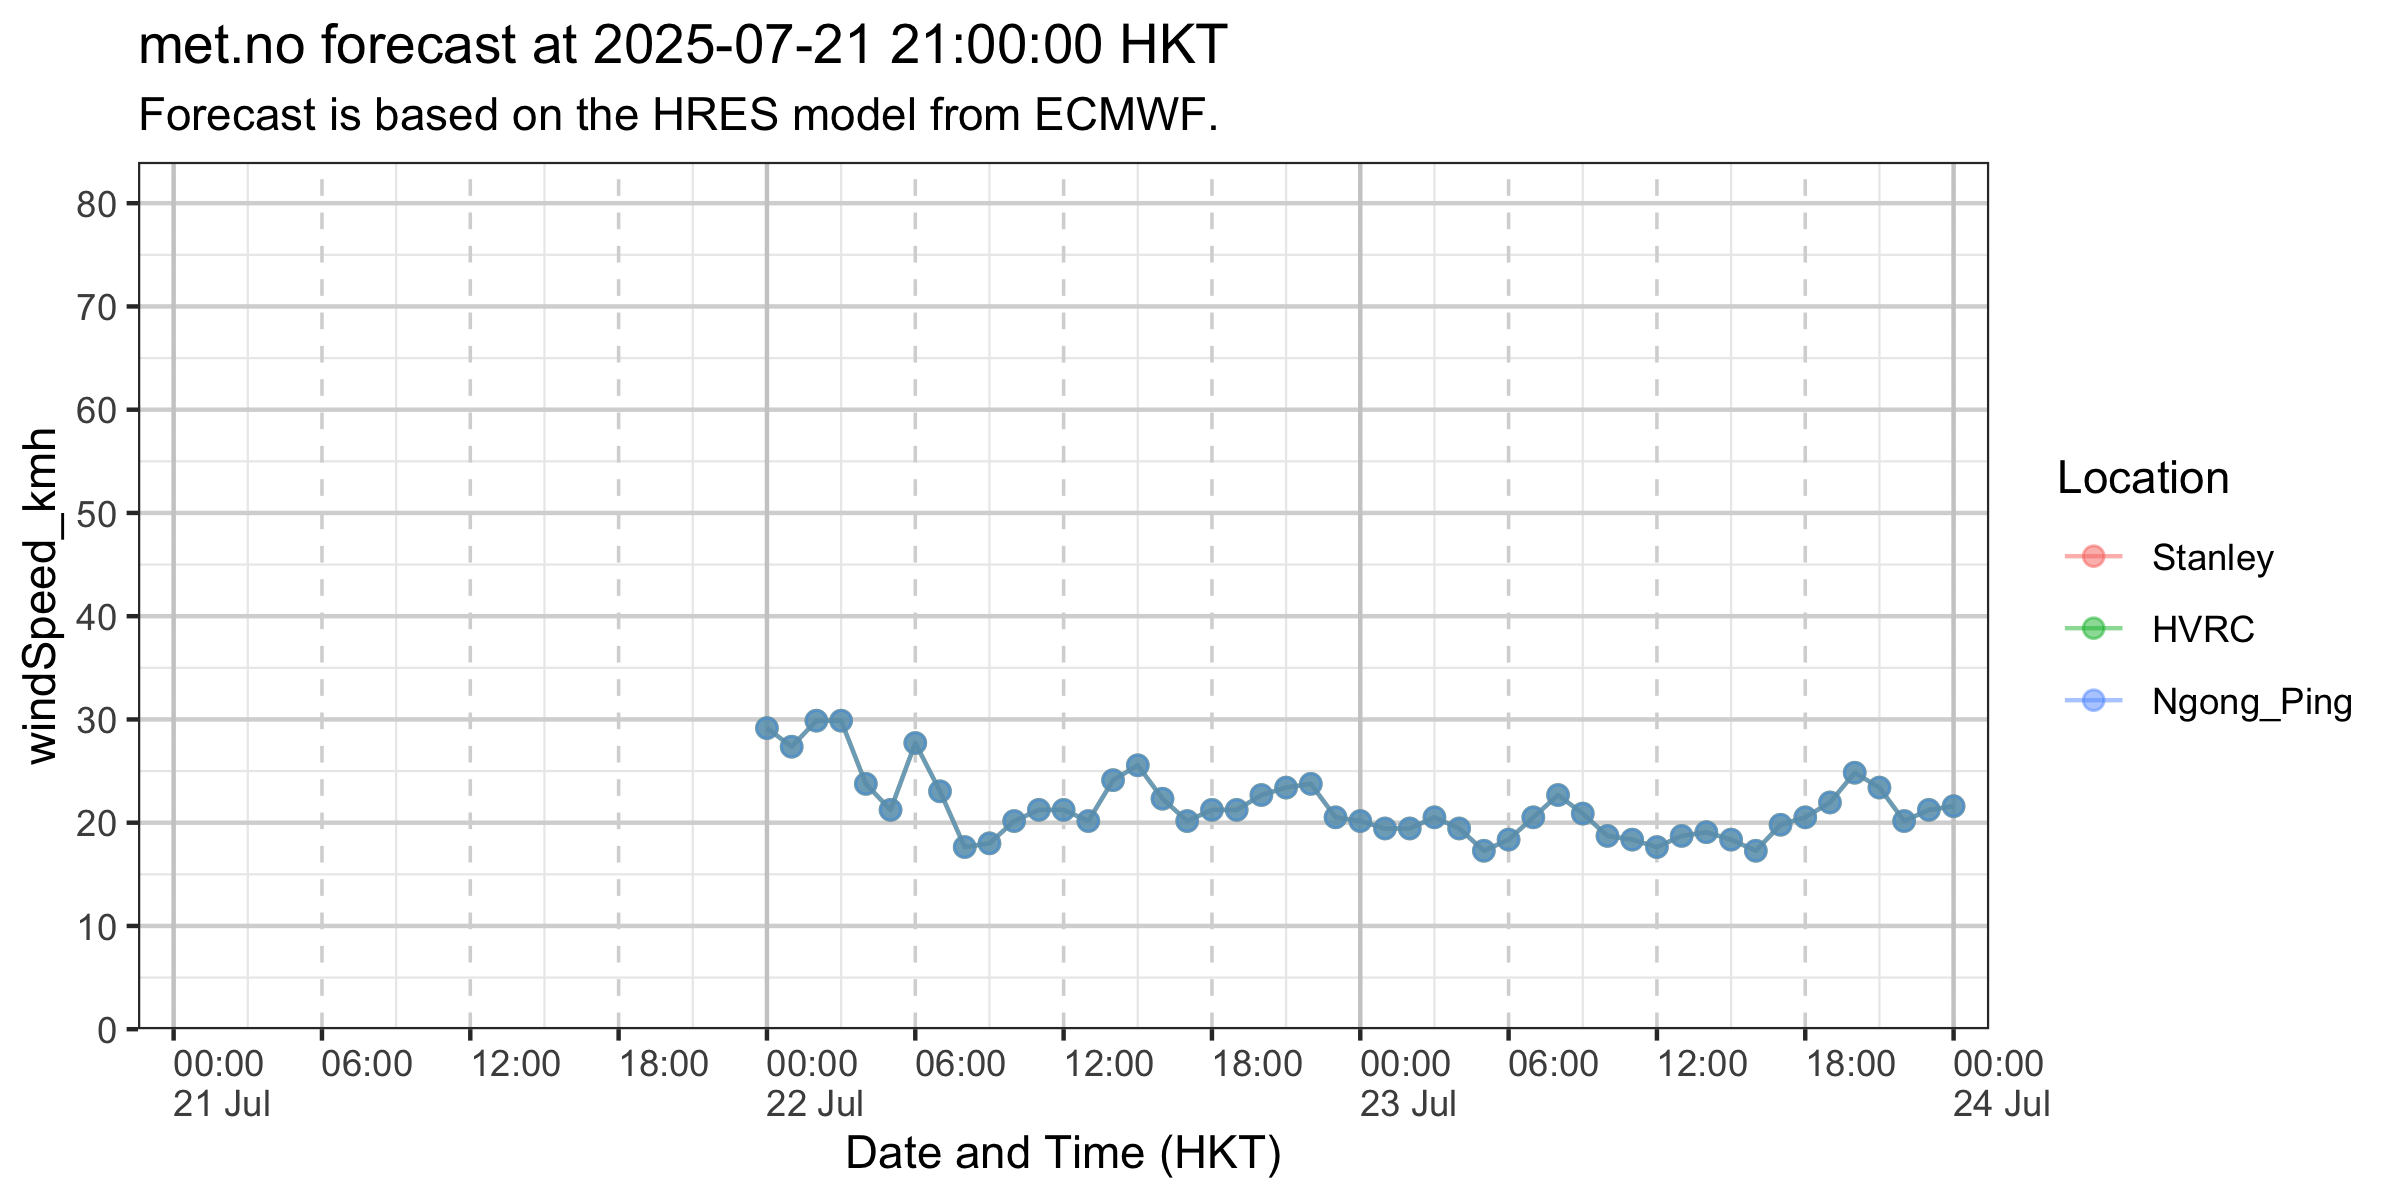 met.no forecast at 2025-07-21 21:00:00 HKT
Forecast is based on the HRES model from ECMWF.
windSpeed_kmh
80
70
60
50
40
30
20
10
0
00:00 06:00 12:00 18:00 00:00 06:00 12:00 18:00 00:00 06:00 12:00 18:00 00:00
21 Jul 22 Jul 23 Jul 24 Jul
Date and Time (HKT)
Location
Stanley
HVRC
Ngong_Ping